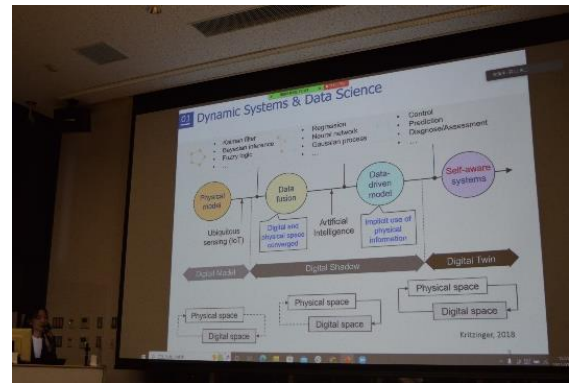 01 Dynamic Systems & Data Science
• Kalman filter
• Bayesian inference
• Fuzzy logic
• ...
• Regression
• Neural network
• Gaussian process
• ...
• Control
• Prediction
• Diagnose/Assessment
• ...
Physical model
Data fusion
Data-driven model
Self-aware systems
Ubiquitous sensing (IoT)
Digital and physical space converged
Artificial Intelligence
Implicit use of physical information
Digital Model
Digital Shadow
Digital Twin
Physical space
Digital space
Physical space
Digital space
Physical space
Digital space
Kritzinger, 2018